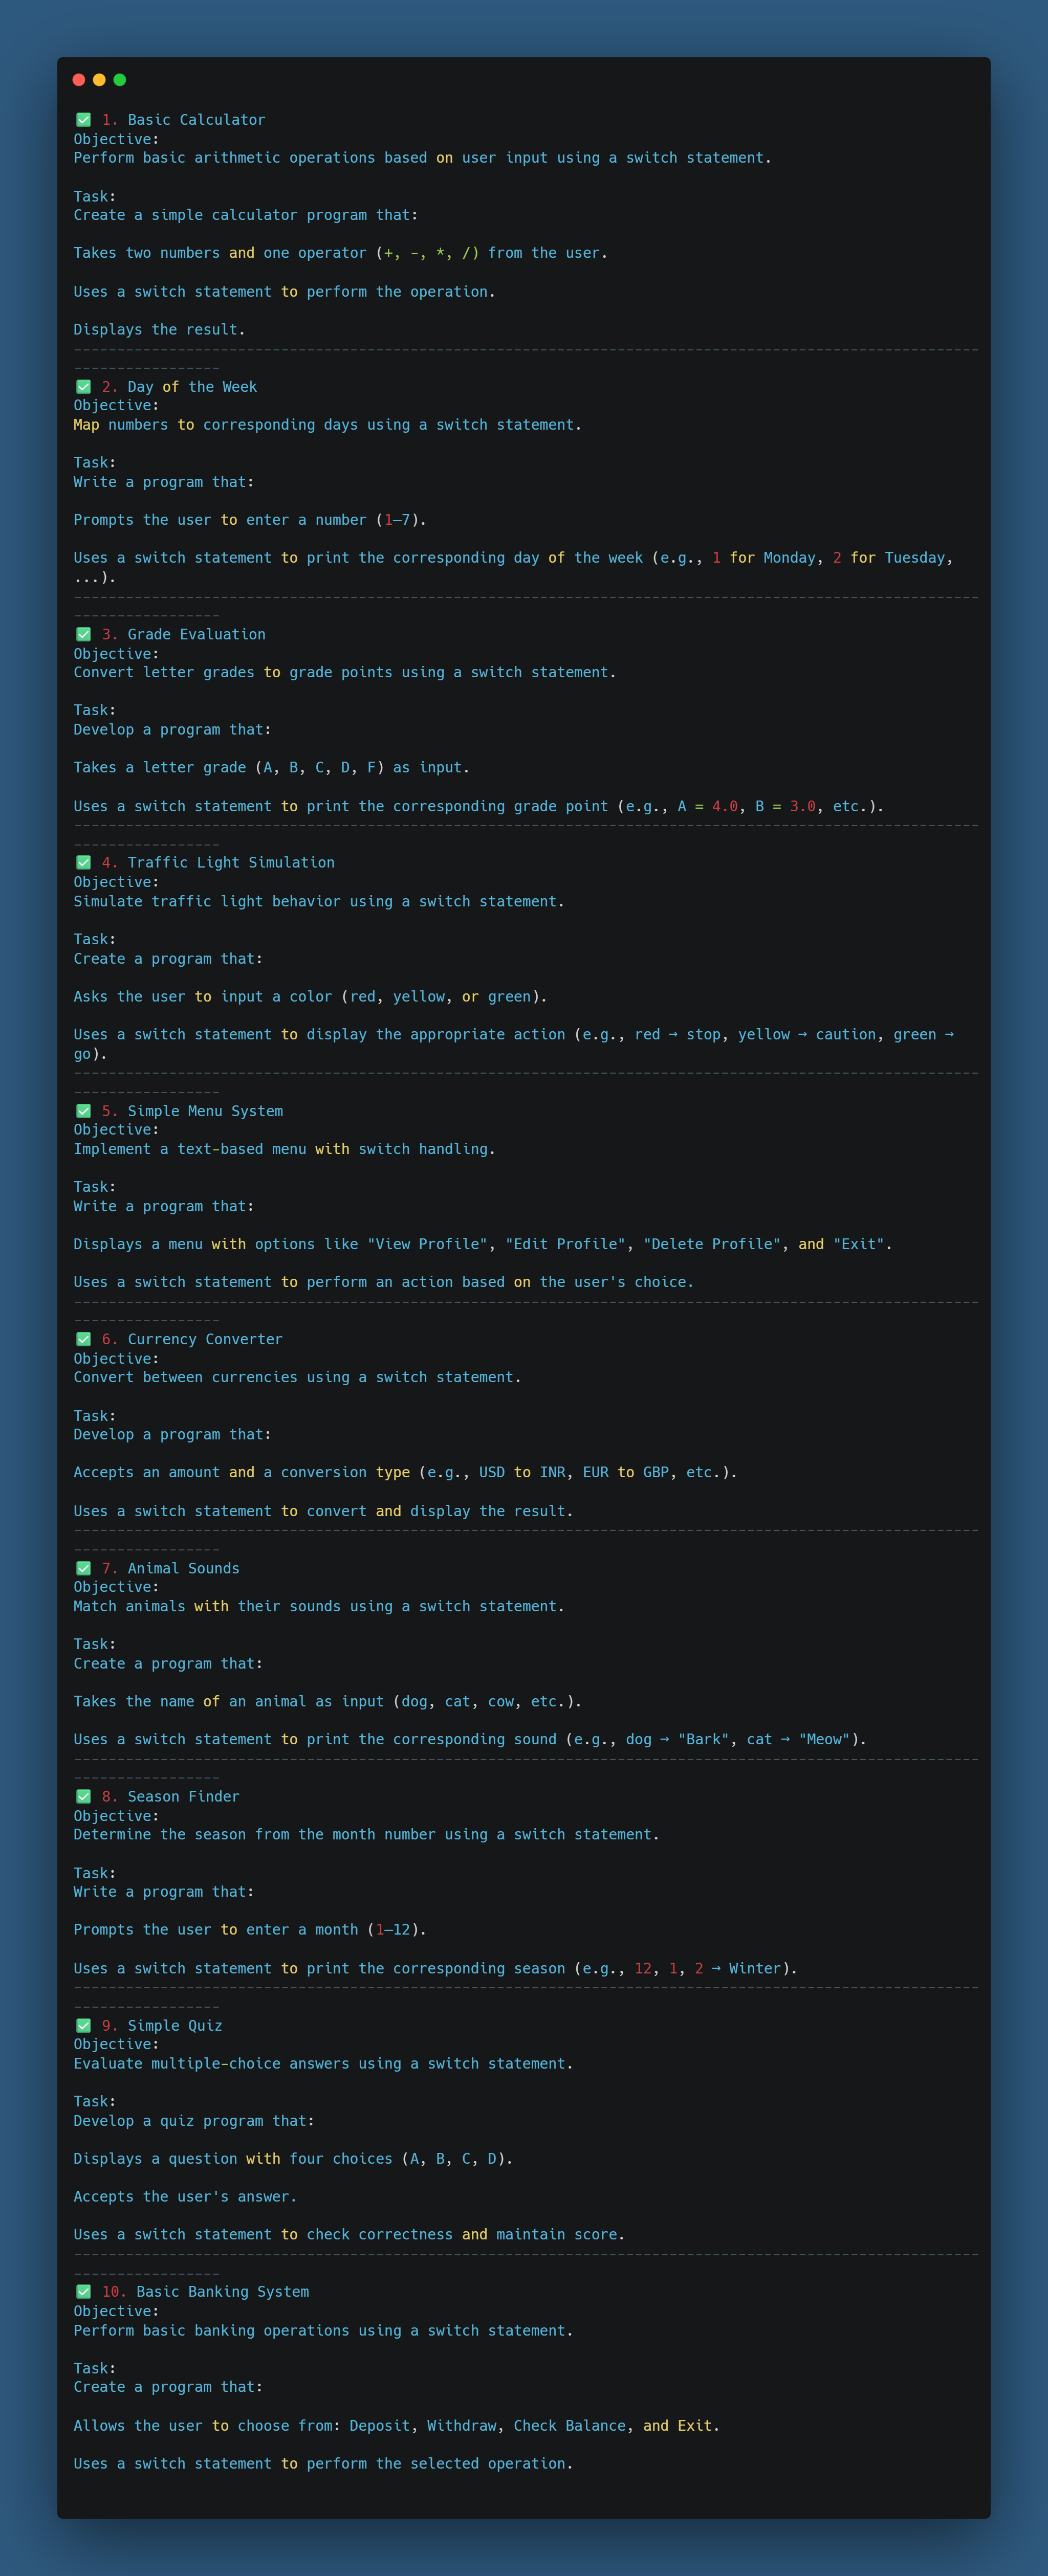 ✅ 1. Basic Calculator
Objective:
Perform basic arithmetic operations based on user input using a switch statement.
Task:
Create a simple calculator program that:
Takes two numbers and one operator (+, -, *, /) from the user.
Uses a switch statement to perform the operation.
Displays the result.
---------------------------------------------------------------------------------------------------------
-----------------
✅ 2. Day of the Week
Objective:
Map numbers to corresponding days using a switch statement.
Task:
Write a program that:
Prompts the user to enter a number (1–7).
Uses a switch statement to print the corresponding day of the week (e.g., 1 for Monday, 2 for Tuesday,
...).
---------------------------------------------------------------------------------------------------------
-----------------
✅ 3. Grade Evaluation
Objective:
Convert letter grades to grade points using a switch statement.
Task:
Develop a program that:
Takes a letter grade (A, B, C, D, F) as input.
Uses a switch statement to print the corresponding grade point (e.g., A = 4.0, B = 3.0, etc.).
---------------------------------------------------------------------------------------------------------
-----------------
✅ 4. Traffic Light Simulation
Objective:
Simulate traffic light behavior using a switch statement.
Task:
Create a program that:
Asks the user to input a color (red, yellow, or green).
Uses a switch statement to display the appropriate action (e.g., red → stop, yellow → caution, green →
go).
---------------------------------------------------------------------------------------------------------
-----------------
✅ 5. Simple Menu System
Objective:
Implement a text-based menu with switch handling.
Task:
Write a program that:
Displays a menu with options like "View Profile", "Edit Profile", "Delete Profile", and "Exit".
Uses a switch statement to perform an action based on the user's choice.
---------------------------------------------------------------------------------------------------------
-----------------
✅ 6. Currency Converter
Objective:
Convert between currencies using a switch statement.
Task:
Develop a program that:
Accepts an amount and a conversion type (e.g., USD to INR, EUR to GBP, etc.).
Uses a switch statement to convert and display the result.
---------------------------------------------------------------------------------------------------------
-----------------
✅ 7. Animal Sounds
Objective:
Match animals with their sounds using a switch statement.
Task:
Create a program that:
Takes the name of an animal as input (dog, cat, cow, etc.).
Uses a switch statement to print the corresponding sound (e.g., dog → "Bark", cat → "Meow").
---------------------------------------------------------------------------------------------------------
-----------------
✅ 8. Season Finder
Objective:
Determine the season from the month number using a switch statement.
Task:
Write a program that:
Prompts the user to enter a month (1–12).
Uses a switch statement to print the corresponding season (e.g., 12, 1, 2 → Winter).
---------------------------------------------------------------------------------------------------------
-----------------
✅ 9. Simple Quiz
Objective:
Evaluate multiple-choice answers using a switch statement.
Task:
Develop a quiz program that:
Displays a question with four choices (A, B, C, D).
Accepts the user's answer.
Uses a switch statement to check correctness and maintain score.
---------------------------------------------------------------------------------------------------------
-----------------
✅ 10. Basic Banking System
Objective:
Perform basic banking operations using a switch statement.
Task:
Create a program that:
Allows the user to choose from: Deposit, Withdraw, Check Balance, and Exit.
Uses a switch statement to perform the selected operation.